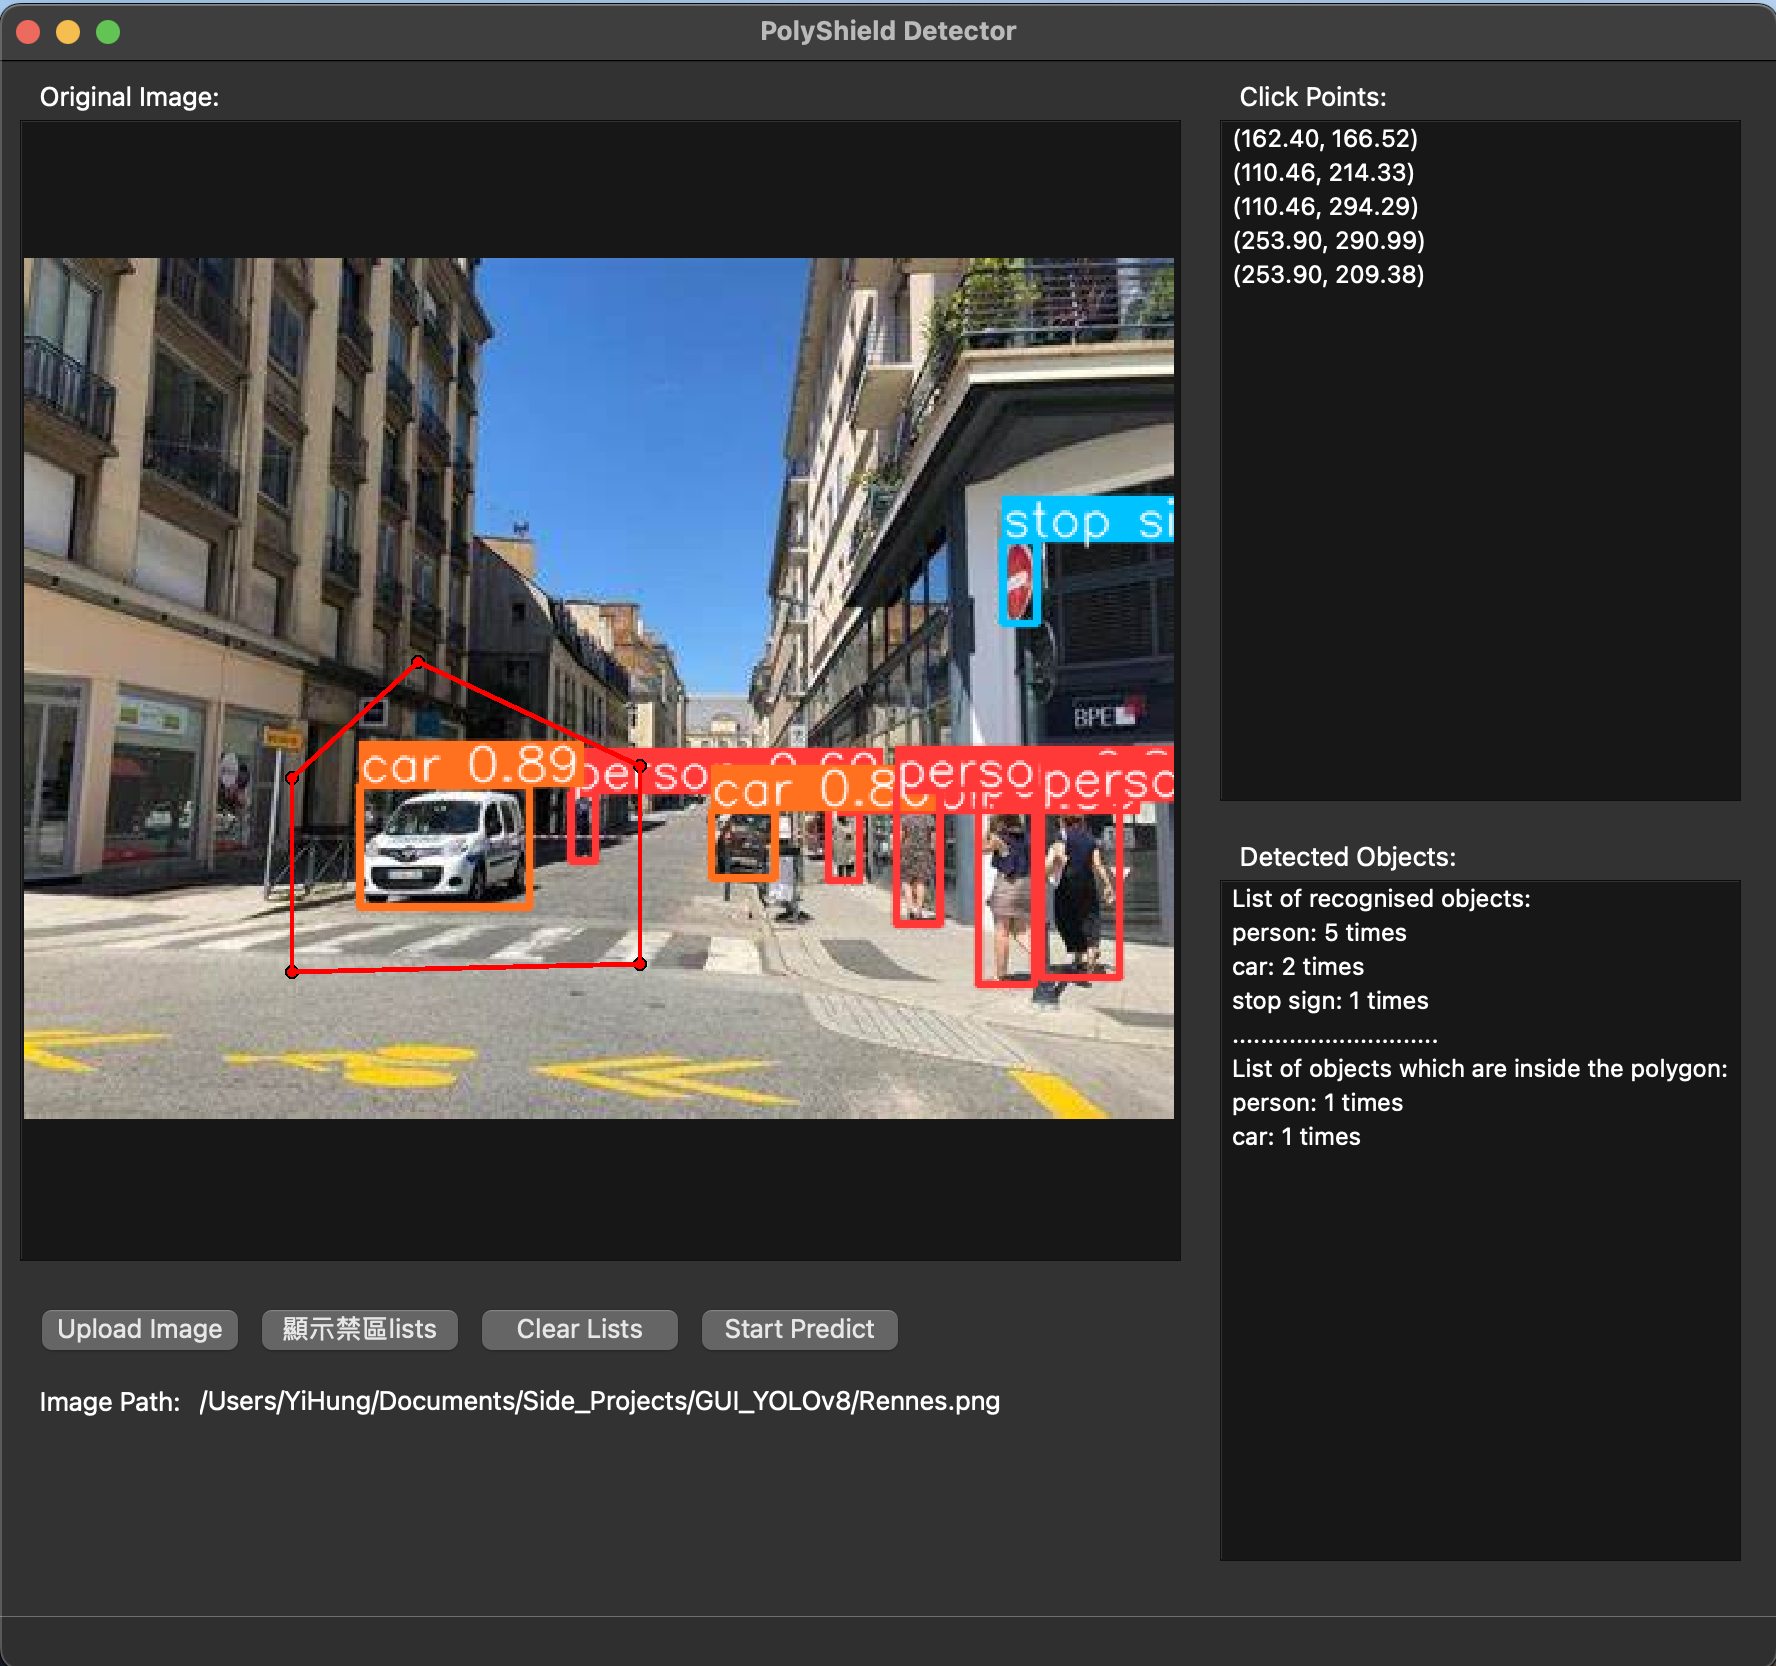 PolyShield Detector
Original Image:
Click Points:
(162.40, 166.52)
(110.46, 214.33)
(110.46, 294.29)
(253.90, 290.99)
(253.90, 209.38)
stop si
BPE
car 0.89
perso
car 0.8
perso
perso
Detected Objects:
List of recognised objects:
person: 5 times
car: 2 times
stop sign: 1 times
.............................
List of objects which are inside the polygon:
person: 1 times
car: 1 times
Upload Image
顯示禁區lists
Clear Lists
Start Predict
Image Path: /Users/YiHung/Documents/Side_Projects/GUI_YOLOv8/Rennes.png